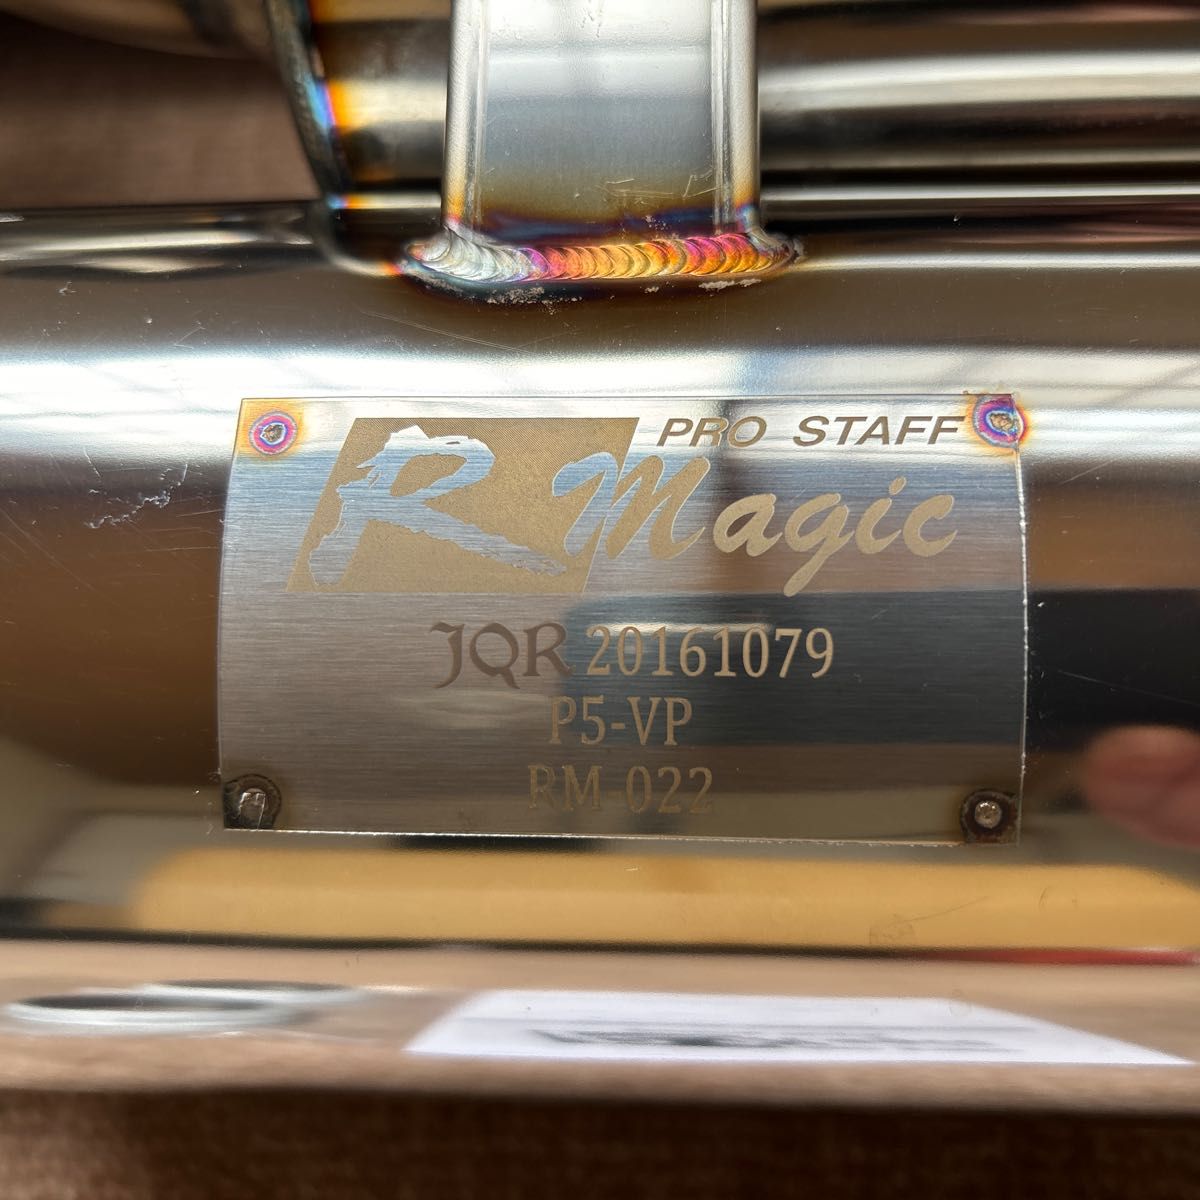 PRO STAFF
R Magic
JQR 20161079
P5-VP
RM-022